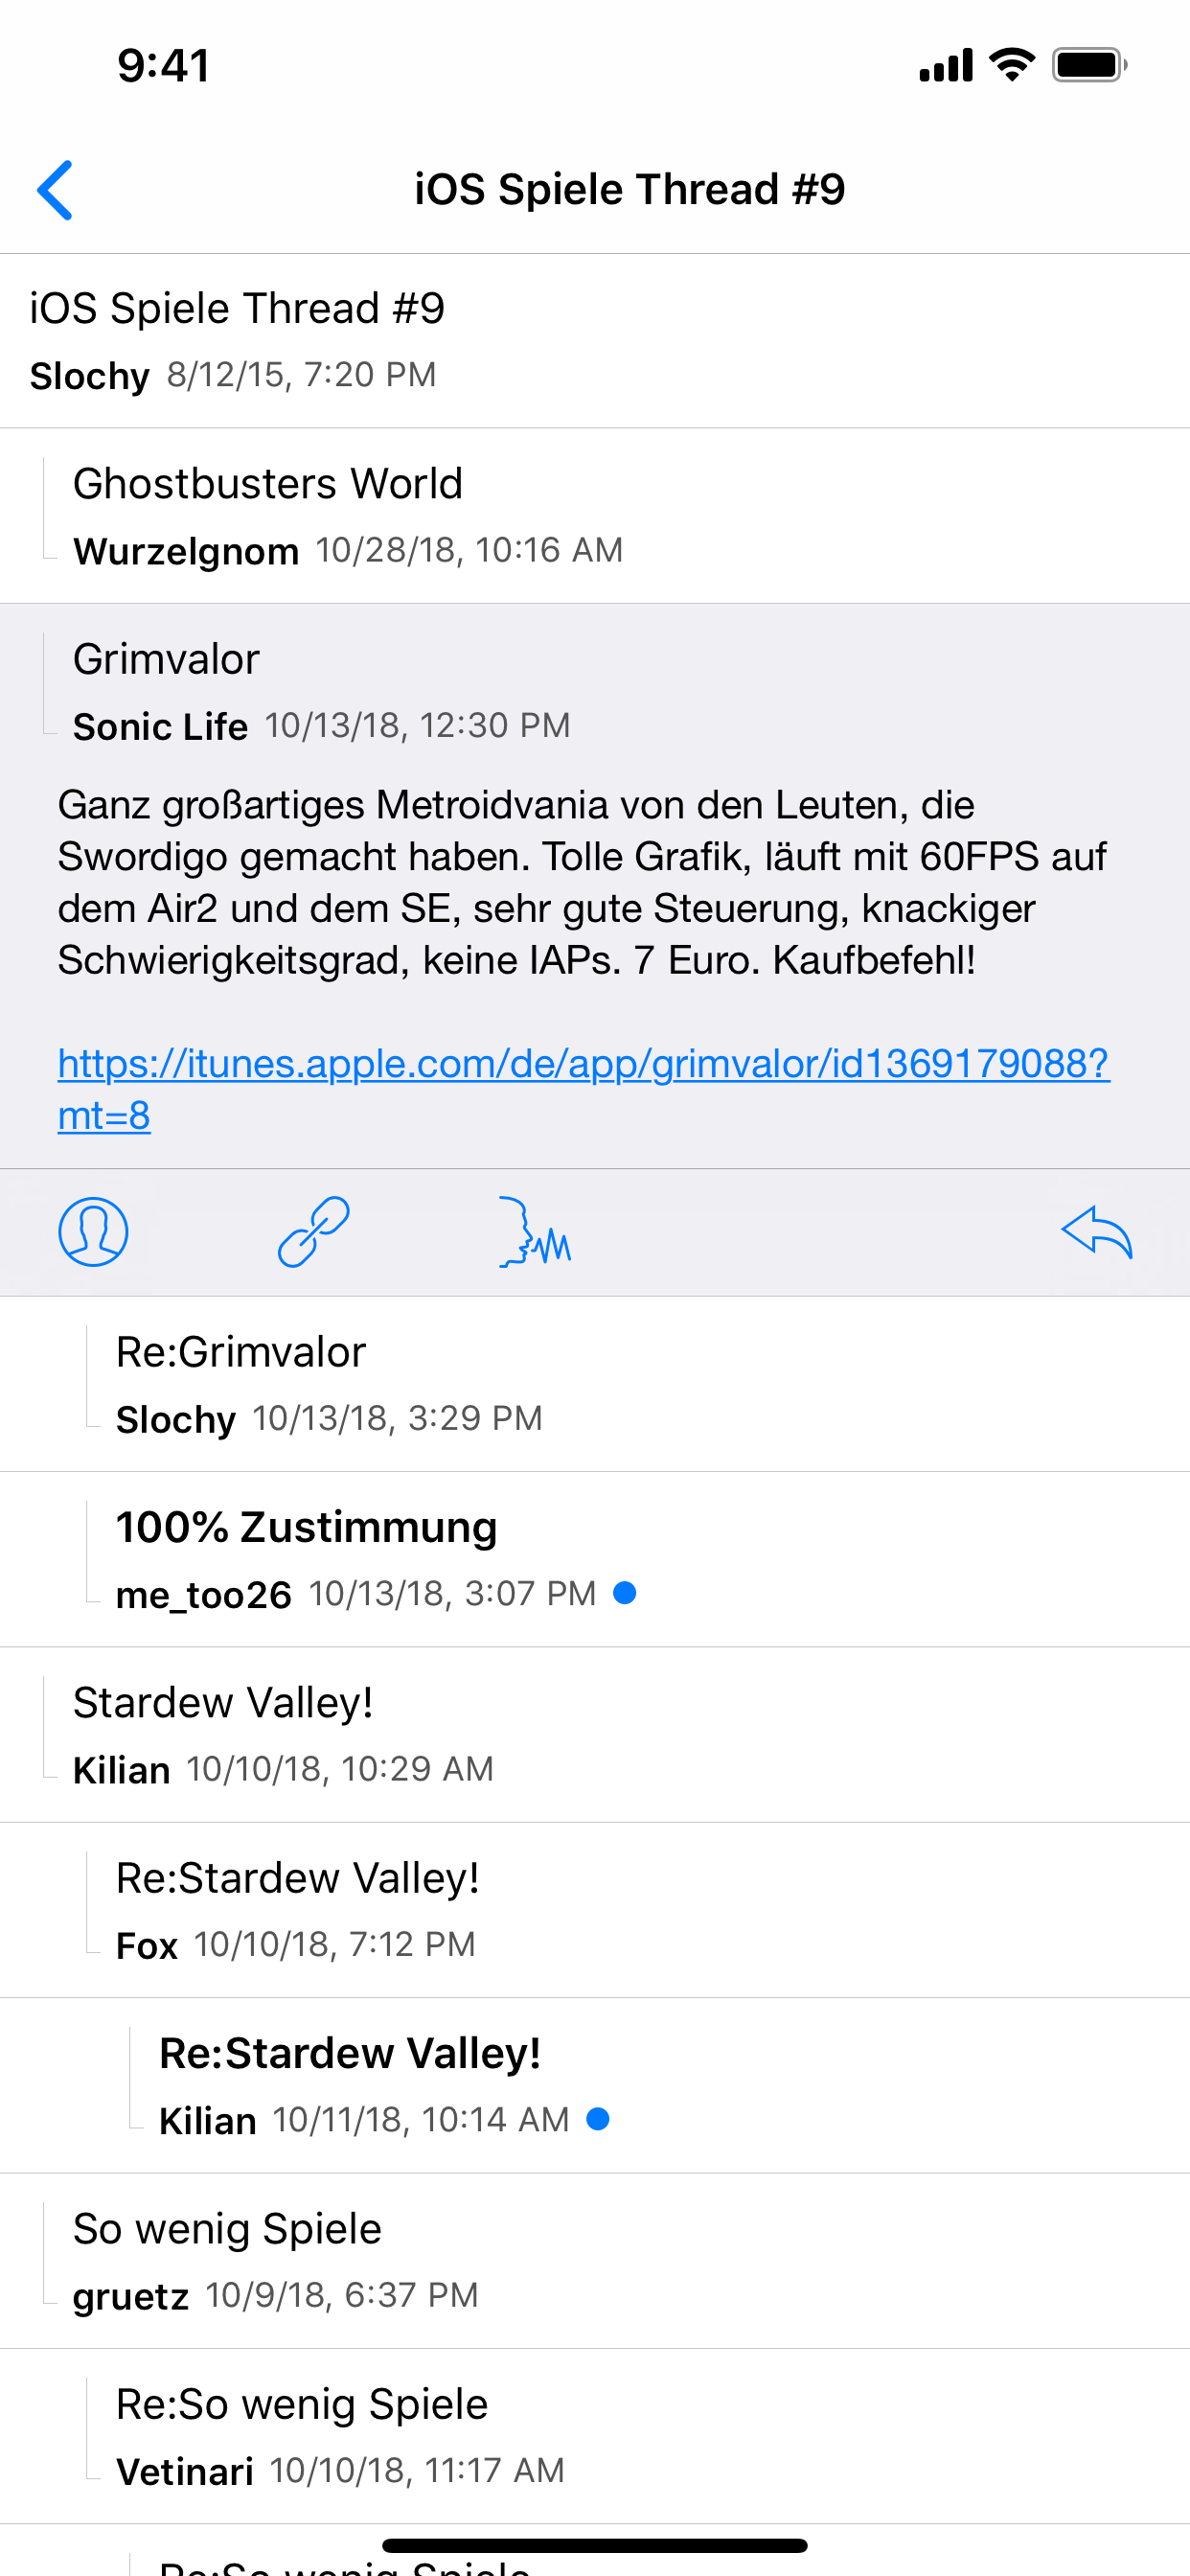 9:41
iOS Spiele Thread #9
iOS Spiele Thread #9
Slochy 8/12/15, 7:20 PM
Ghostbusters World
Wurzelgnom 10/28/18, 10:16 AM
Grimvalor
Sonic Life 10/13/18, 12:30 PM
Ganz großartiges Metroidvania von den Leuten, die
Swordigo gemacht haben. Tolle Grafik, läuft mit 60FPS auf
dem Air2 und dem SE, sehr gute Steuerung, knackiger
Schwierigkeitsgrad, keine IAPs. 7 Euro. Kaufbefehl!
https://itunes.apple.com/de/app/grimvalor/id1369179088?
mt=8
Re:Grimvalor
Slochy 10/13/18, 3:29 PM
100% Zustimmung
me_too26 10/13/18, 3:07 PM
Stardew Valley!
Kilian 10/10/18, 10:29 AM
Re:Stardew Valley!
Fox 10/10/18, 7:12 PM
Re:Stardew Valley!
Kilian 10/11/18, 10:14 AM
So wenig Spiele
gruetz 10/9/18, 6:37 PM
Re:So wenig Spiele
Vetinari 10/10/18, 11:17 AM
Re:So wenig Spiele